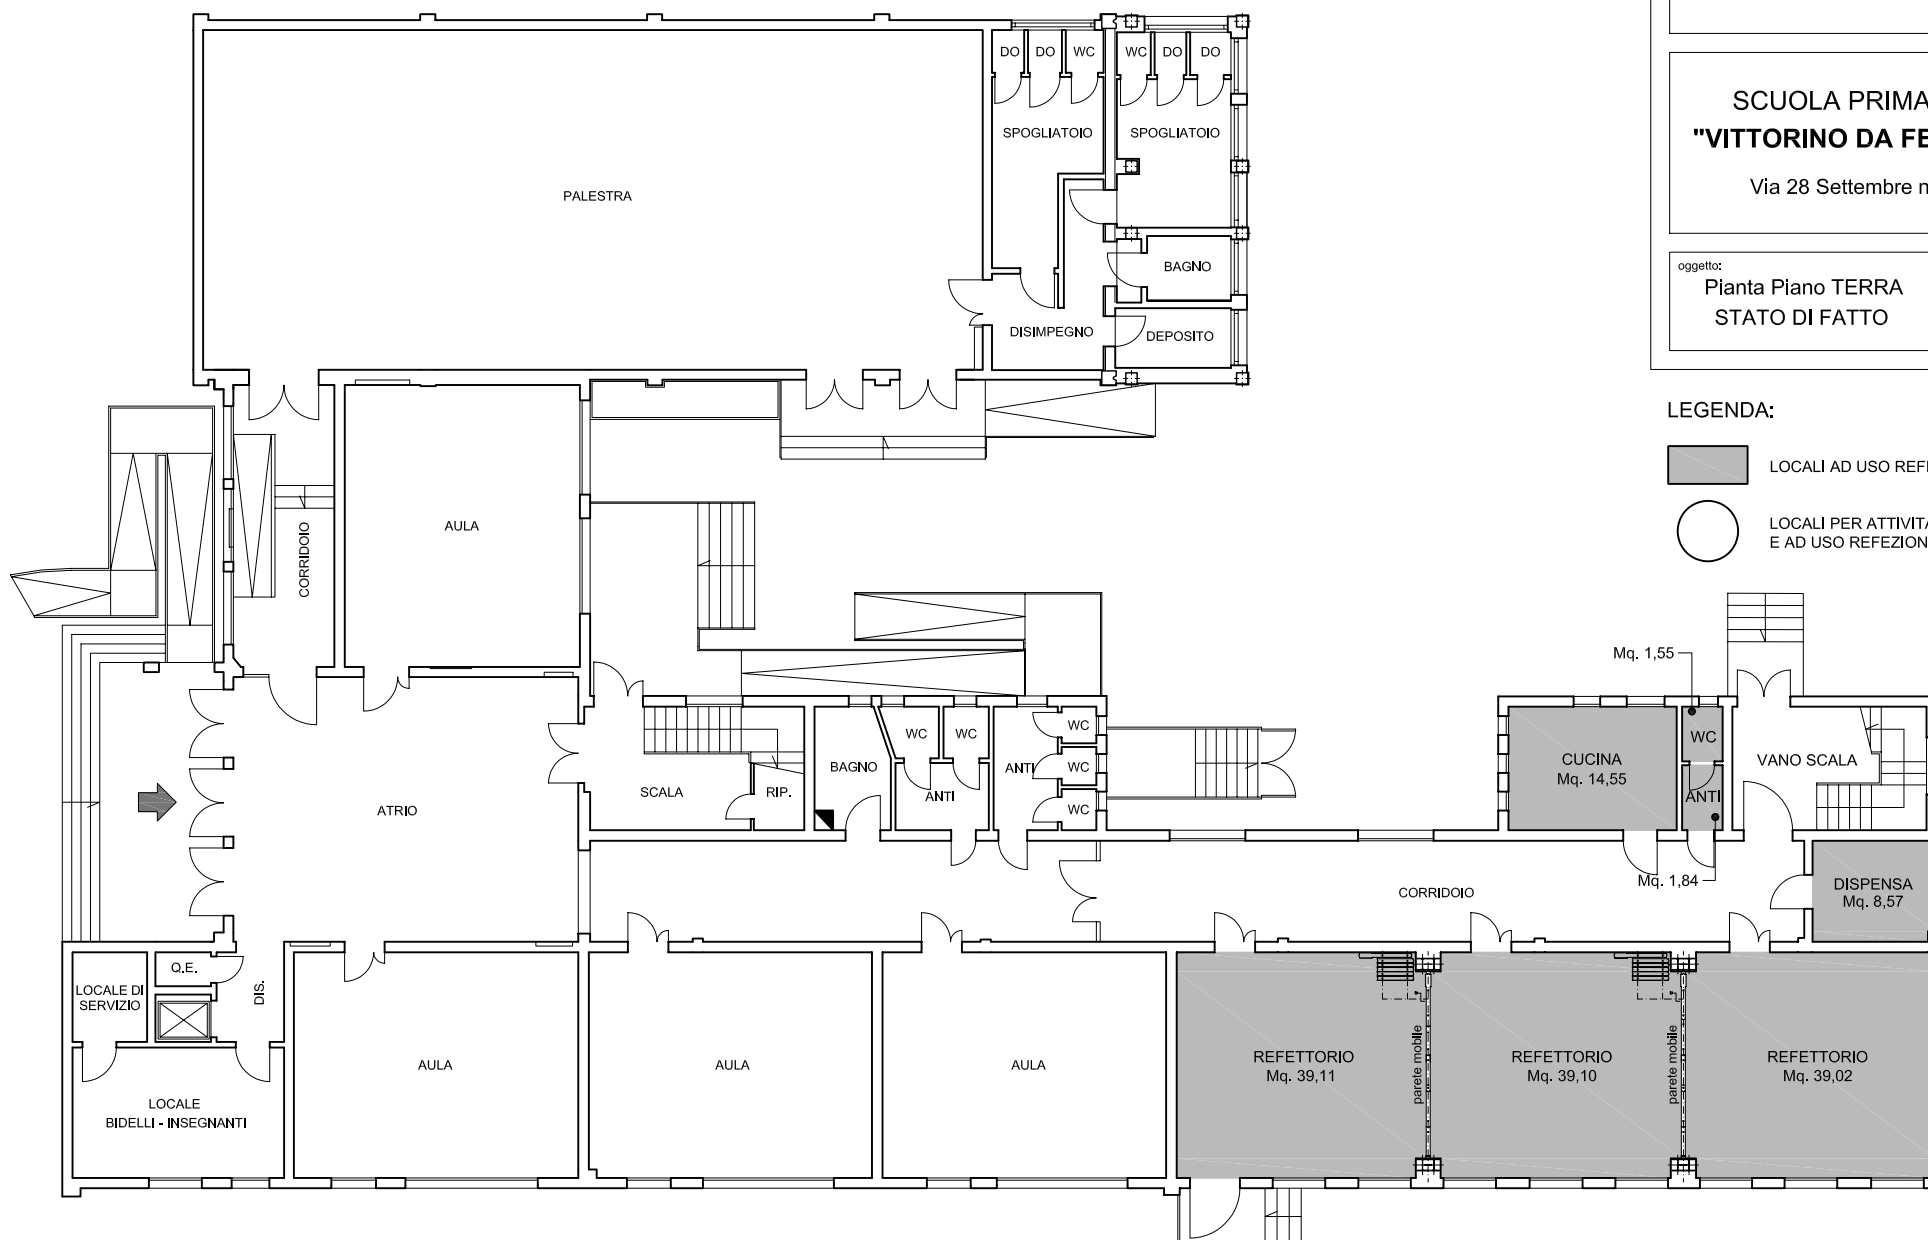 DO
DO
WC
WC
DO
DO
SPOGLIATOIO
SPOGLIATOIO
PALESTRA
BAGNO
DISIMPEGNO
DEPOSITO
SCUOLA PRIMA
"VITTORINO DA FE
Via 28 Settembre n
oggetto:
Pianta Piano TERRA
STATO DI FATTO
LEGENDA:
LOCALI AD USO REF
LOCALI PER ATTIVITA
E AD USO REFEZION
AULA
CORRIDOIO
Mq. 1,55
WC
WC
WC
WC
WC
BAGNO
ANTI
ANTI
SCALA
RIP.
ATRIO
CUCINA
Mq. 14,55
WC
ANTI
VANO SCALA
Mq. 1,84
CORRIDOIO
DISPENSA
Mq. 8,57
Q.E.
LOCALE DI
SERVIZIO
DIS.
AULA
AULA
AULA
REFETTORIO
Mq. 39,11
parete mobile
REFETTORIO
Mq. 39,10
parete mobile
REFETTORIO
Mq. 39,02
LOCALE
BIDELLI - INSEGNANTI